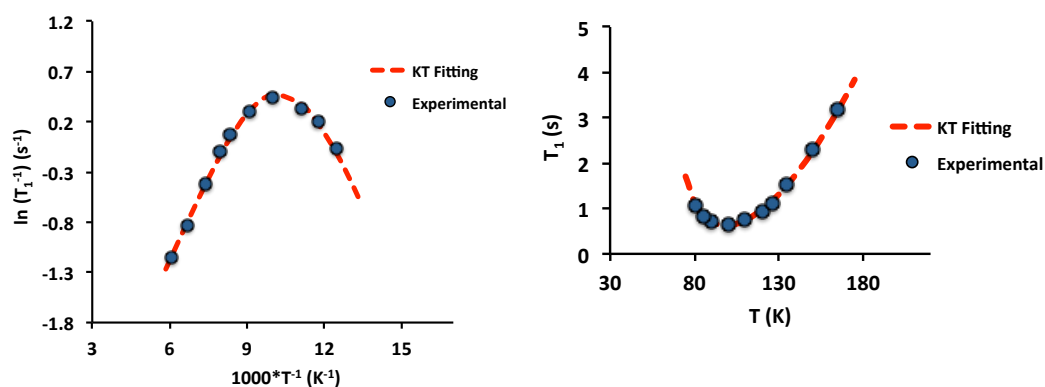 1.2
0.7
0.2
-0.3
-0.8
-1.3
-1.8
3 6 9 12 15
ln (T₁⁻¹) (s⁻¹)
1000*T⁻¹ (K⁻¹)
KT Fitting
Experimental
5
4
3
2
1
0
30 80 130 180
T₁ (s)
T (K)
KT Fitting
Experimental